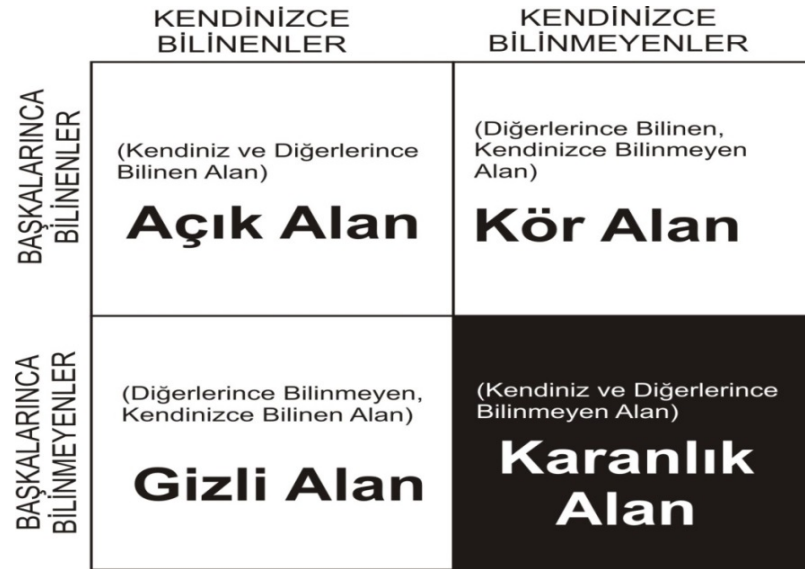 KENDİNİZCE
BİLİNENLER
KENDİNİZCE
BİLİNMEYENLER
BAŞKALARINCA
BİLİNENLER
(Kendiniz ve Diğerlerince
Bilinen Alan)
Açık Alan
(Diğerlerince Bilinen,
Kendinizce Bilinmeyen
Alan)
Kör Alan
BAŞKALARINCA
BİLİNMEYENLER
(Diğerlerince Bilinmeyen,
Kendinizce Bilinen Alan)
Gizli Alan
(Kendiniz ve Diğerlerince
Bilinmeyen Alan)
Karanlık
Alan